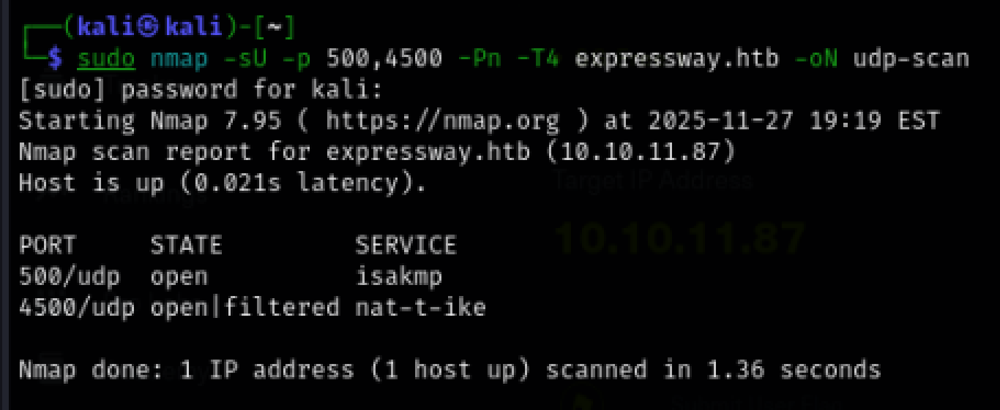 ┌──(kali㉿kali)-[~]
└─$ sudo nmap -sU -p 500,4500 -Pn -T4 expressway.htb -oN udp-scan
[sudo] password for kali:
Starting Nmap 7.95 ( https://nmap.org ) at 2025-11-27 19:19 EST
Nmap scan report for expressway.htb (10.10.11.87)
Host is up (0.021s latency).
Rankings
Target IP Address
10.10.11.87
PORT     STATE         SERVICE
500/udp  open          isakmp
4500/udp open|filtered nat-t-ike
Nmap done: 1 IP address (1 host up) scanned in 1.36 seconds
Submit User Flag